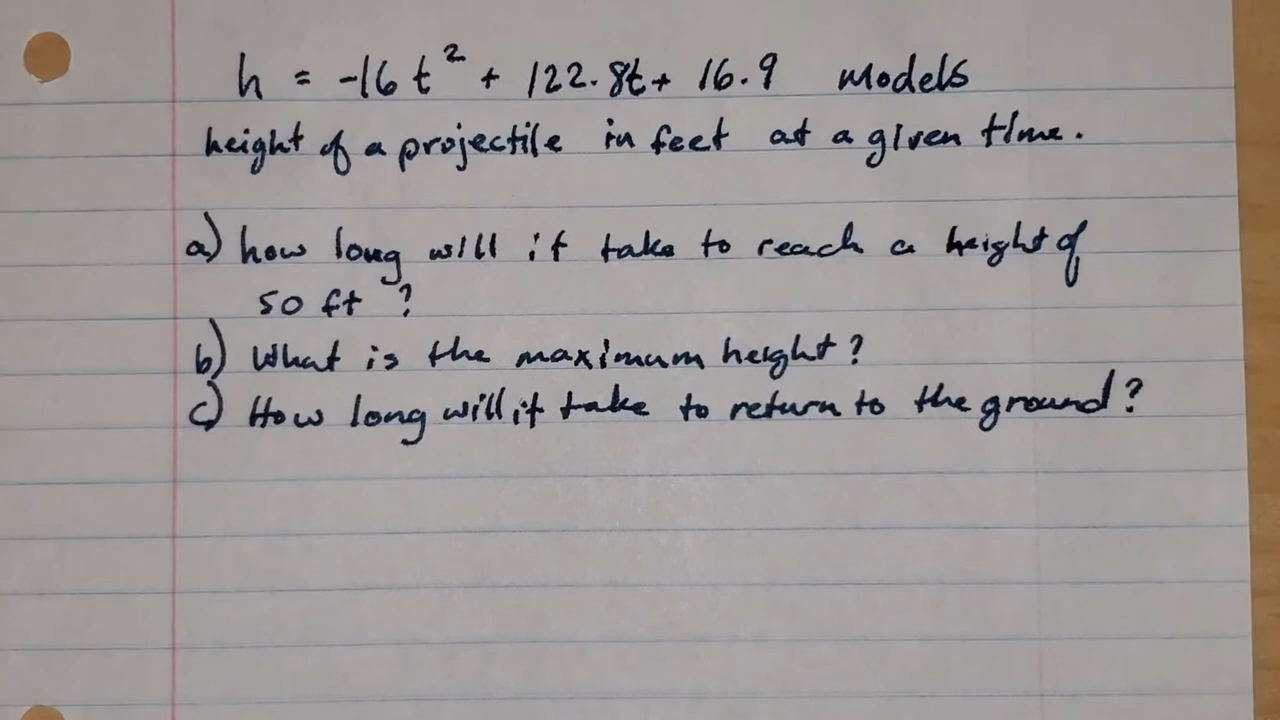 h = -16t² + 122.8t + 16.9 models
height of a projectile in feet at a given time.
a) how long will it take to reach a height of
50 ft ?
b) What is the maximum height?
c) How long will it take to return to the ground?